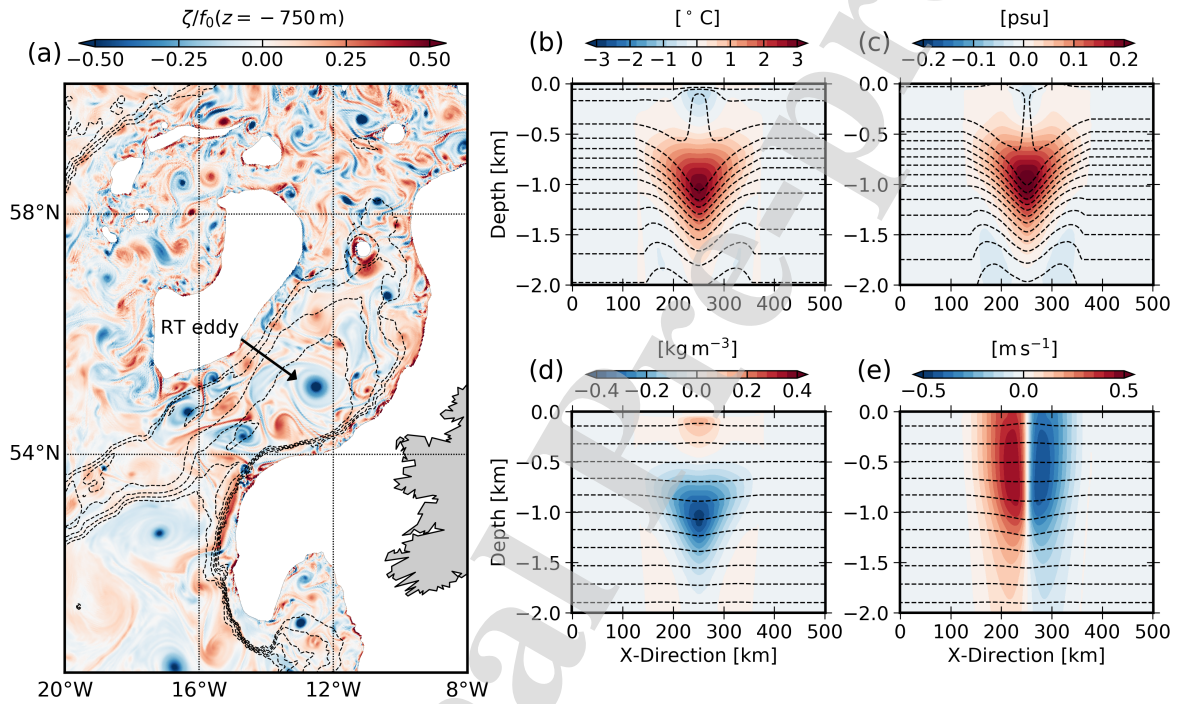 ζ/f₀(z = − 750 m)
(a)
−0.50 −0.25 0.00 0.25 0.50
58°N
54°N
RT eddy
20°W 16°W 12°W 8°W
(b)
[°C]
−3 −2 −1 0 1 2 3
Depth [km]
0.0
−0.5
−1.0
−1.5
−2.0
0 100 200 300 400 500
(c)
[psu]
−0.2 −0.1 0.0 0.1 0.2
0.0
−0.5
−1.0
−1.5
−2.0
0 100 200 300 400 500
(d)
[kg m⁻³]
−0.4 −0.2 0.0 0.2 0.4
Depth [km]
0.0
−0.5
−1.0
−1.5
−2.0
0 100 200 300 400 500
X-Direction [km]
(e)
[m s⁻¹]
−0.5 0.0 0.5
0.0
−0.5
−1.0
−1.5
−2.0
0 100 200 300 400 500
X-Direction [km]
al pre-pr